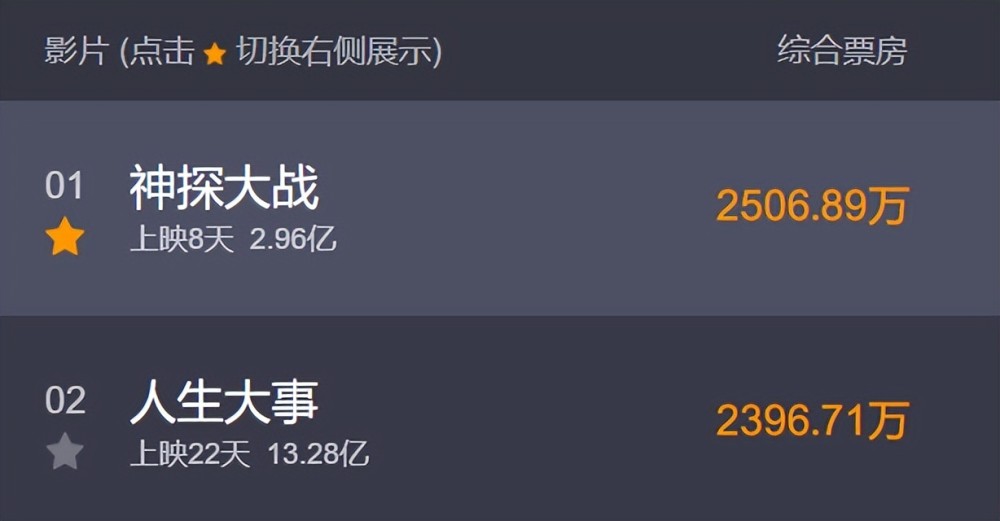 影片 (点击 切换右侧展示) 综合票房
01 神探大战 2506.89万
上映8天 2.96亿
02 人生大事 2396.71万
上映22天 13.28亿